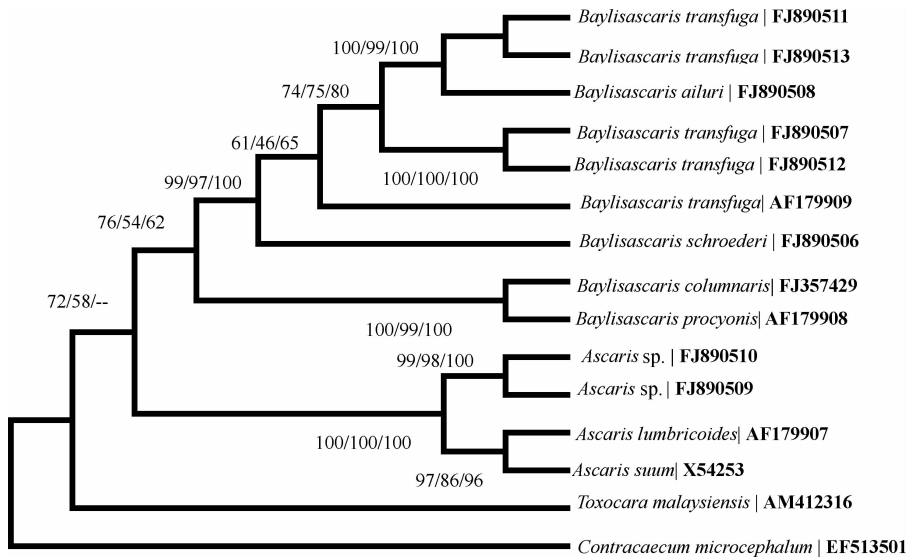 Baylisascaris transfuga | FJ890511
100/99/100
Baylisascaris transfuga | FJ890513
74/75/80
Baylisascaris ailuri | FJ890508
61/46/65
Baylisascaris transfuga | FJ890507
Baylisascaris transfuga | FJ890512
99/97/100
100/100/100
Baylisascaris transfuga| AF179909
76/54/62
Baylisascaris schroederi | FJ890506
Baylisascaris columnaris| FJ357429
72/58/--
Baylisascaris procyonis| AF179908
100/99/100
Ascaris sp. | FJ890510
99/98/100
Ascaris sp. | FJ890509
Ascaris lumbricoides| AF179907
100/100/100
Ascaris suum| X54253
97/86/96
Toxocara malaysiensis | AM412316
Contracaecum microcephalum | EF513501